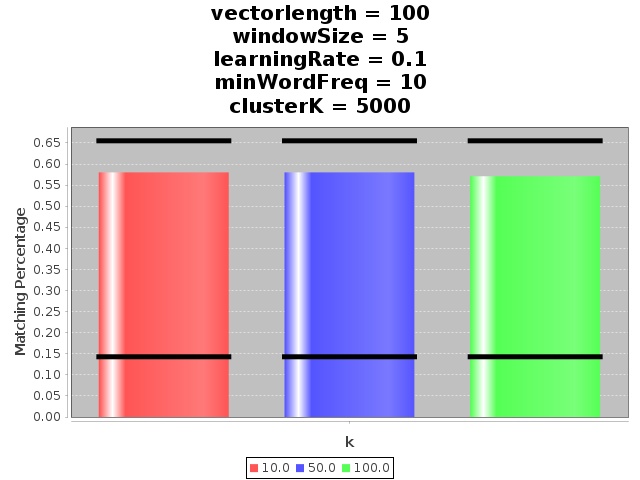 vectorlength = 100
windowSize = 5
learningRate = 0.1
minWordFreq = 10
clusterK = 5000
Matching Percentage
0.65
0.60
0.55
0.50
0.45
0.40
0.35
0.30
0.25
0.20
0.15
0.10
0.05
0.00
k
10.0 50.0 100.0